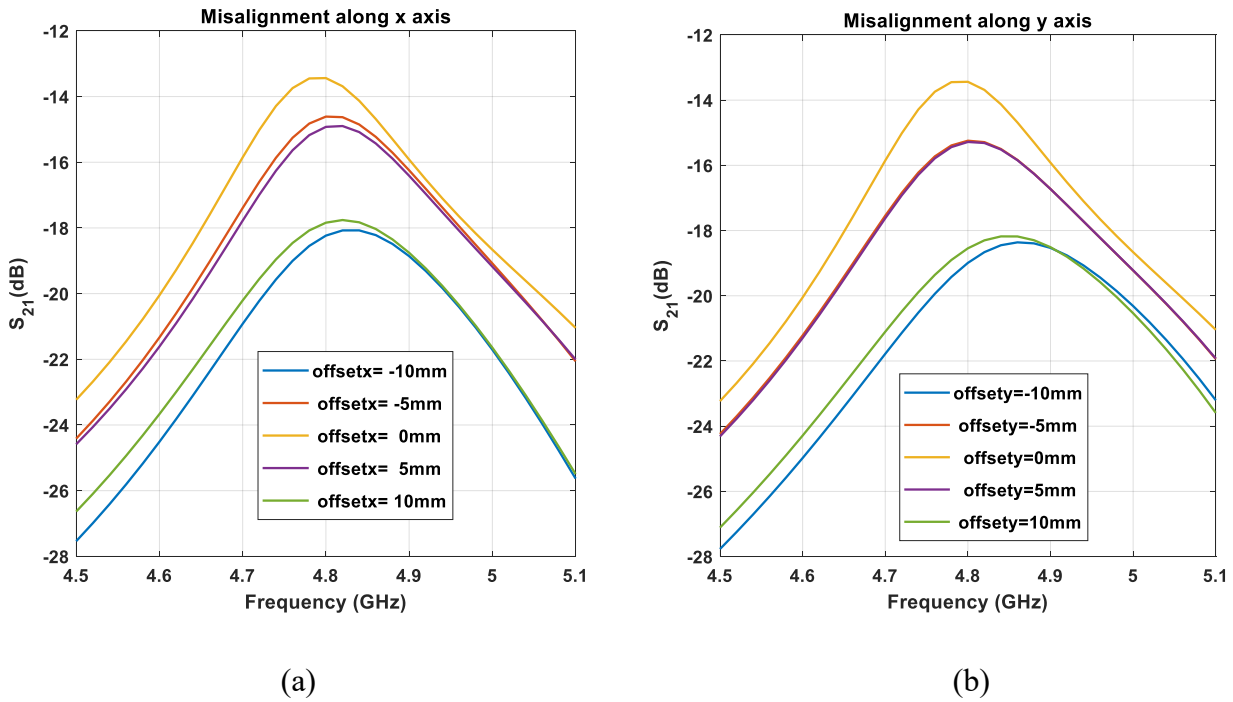 Misalignment along x axis
-12
-14
-16
-18
-20
-22
-24
-26
-28
S21(dB)
4.5 4.6 4.7 4.8 4.9 5 5.1
Frequency (GHz)
offsetx= -10mm
offsetx= -5mm
offsetx= 0mm
offsetx= 5mm
offsetx= 10mm
(a)
Misalignment along y axis
-12
-14
-16
-18
-20
-22
-24
-26
-28
S21(dB)
4.5 4.6 4.7 4.8 4.9 5 5.1
Frequency (GHz)
offsety=-10mm
offsety=-5mm
offsety=0mm
offsety=5mm
offsety=10mm
(b)